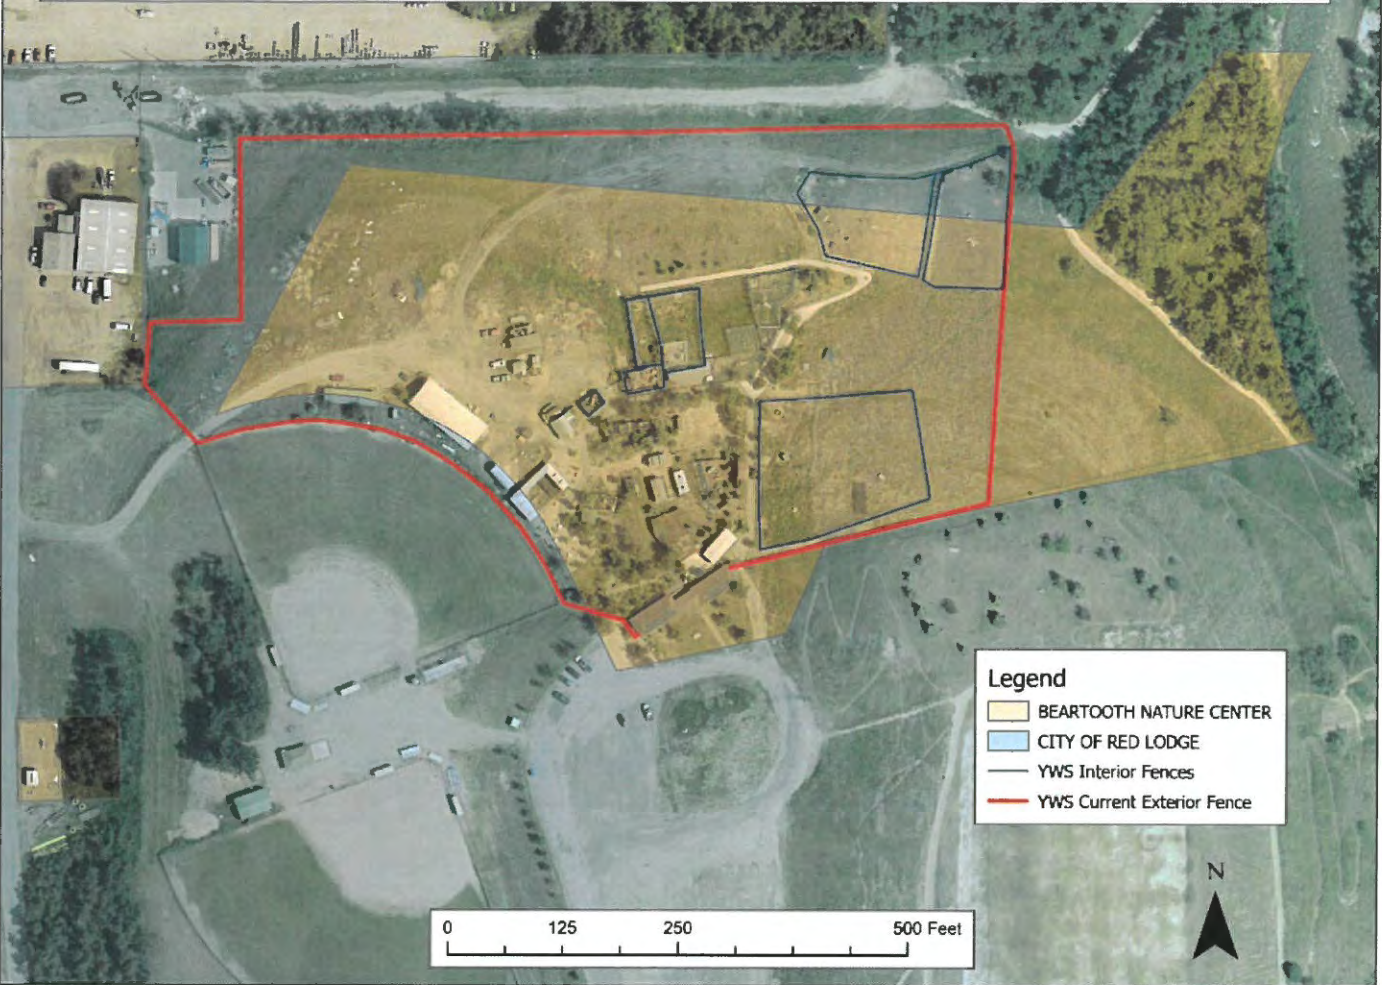 Legend
BEARTOOTH NATURE CENTER
CITY OF RED LODGE
YWS Interior Fences
YWS Current Exterior Fence
N
0 125 250 500 Feet